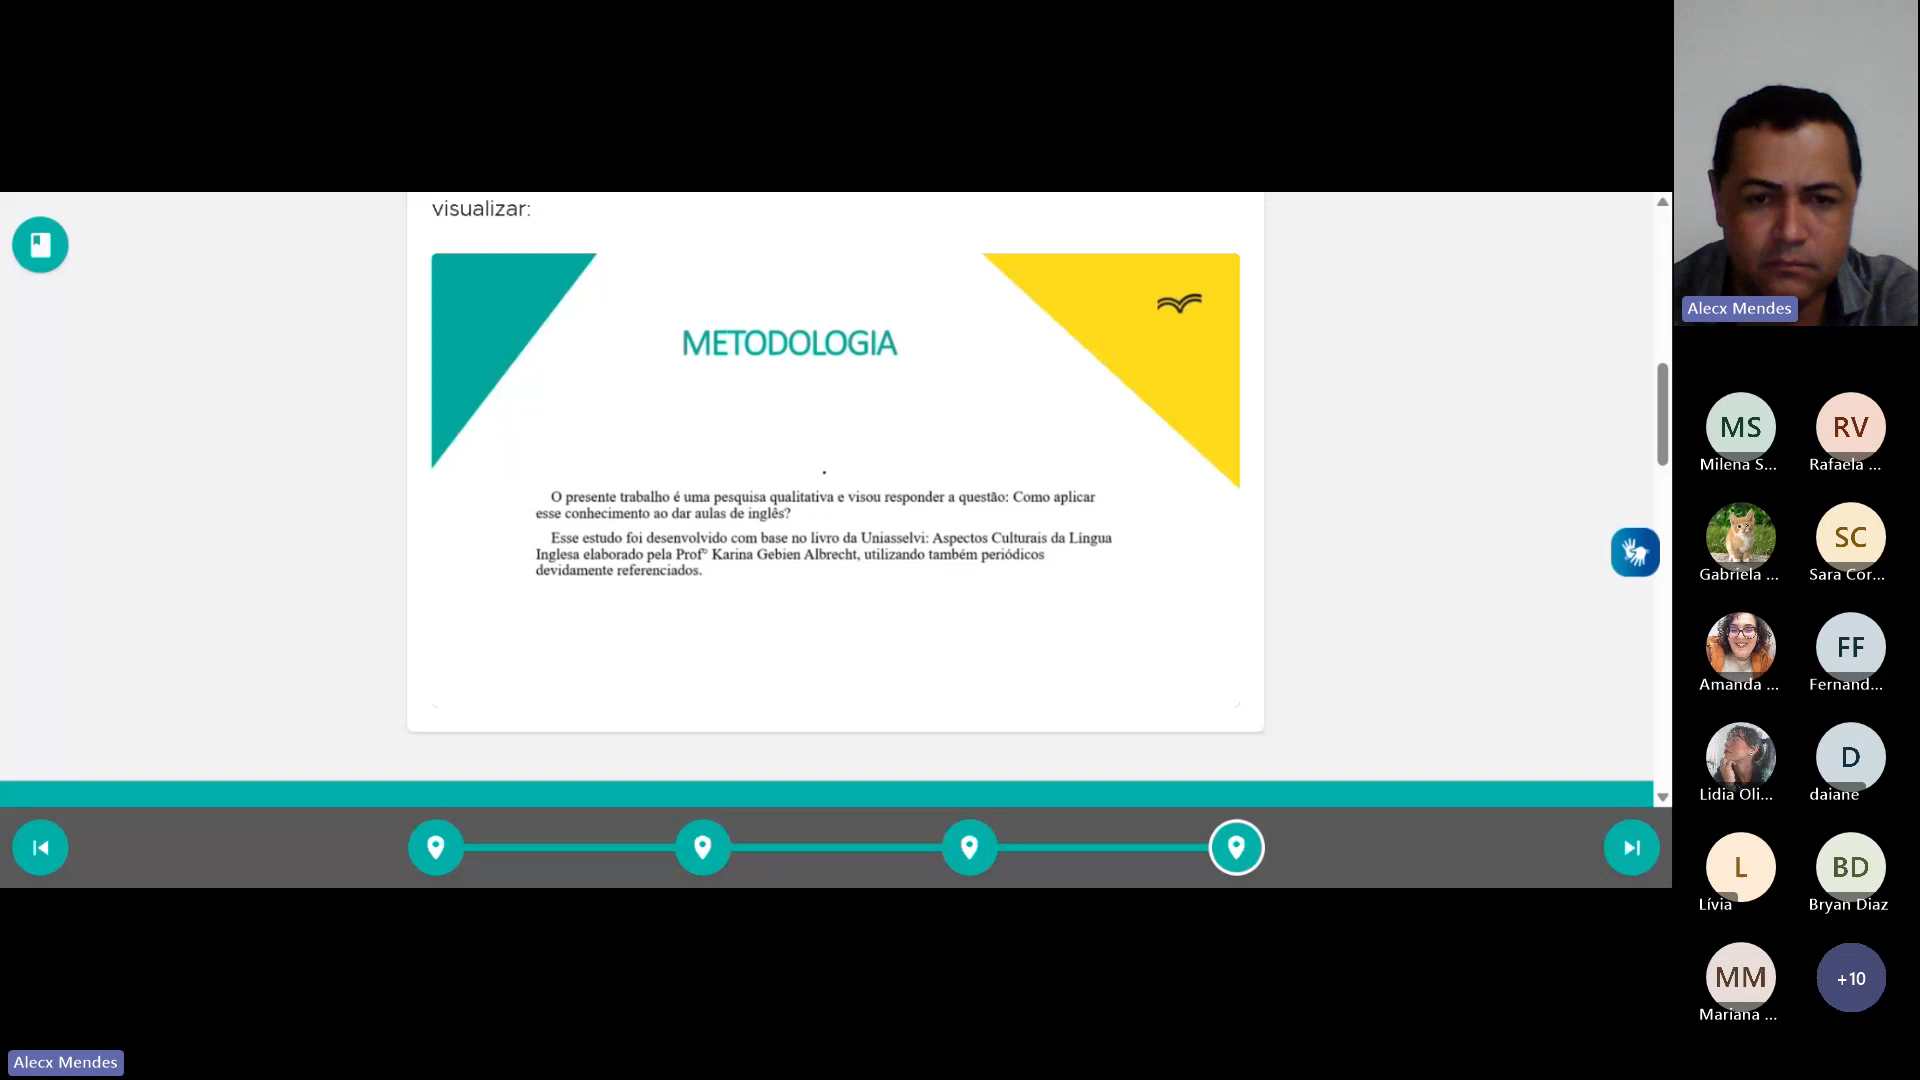 visualizar:
METODOLOGIA
O presente trabalho é uma pesquisa qualitativa e visou responder a questão: Como aplicar
esse conhecimento ao dar aulas de inglês?
Esse estudo foi desenvolvido com base no livro da Uniasselvi: Aspectos Culturais da Língua
Inglesa elaborado pela Profº Karina Gebien Albrecht, utilizando também periódicos
devidamente referenciados.
Alecx Mendes
MS
Milena S...
RV
Rafaela ...
Gabriela ...
SC
Sara Cor...
Amanda ...
FF
Fernand...
Lidia Oli...
D
daiane
L
Lívia
BD
Bryan Diaz
MM
Mariana ...
+10
Alecx Mendes